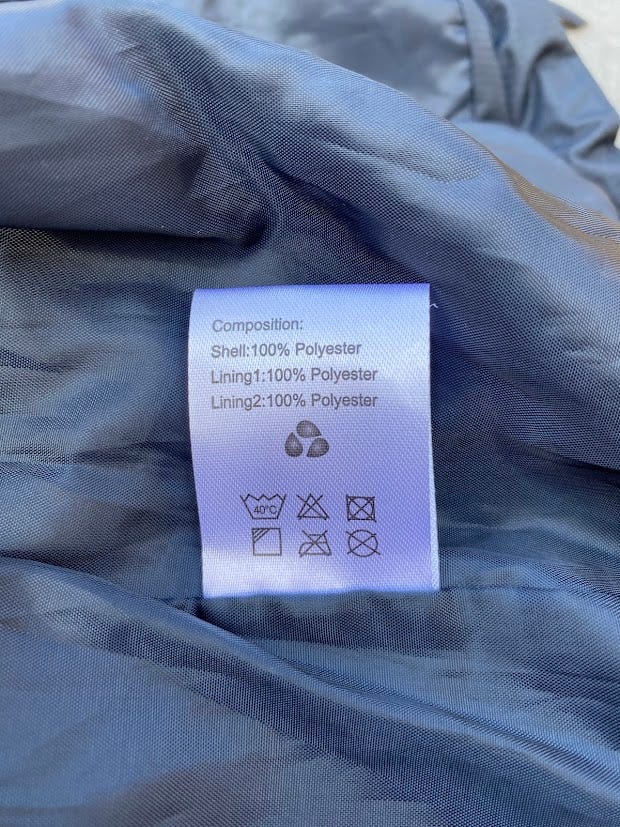 Composition:
Shell:100% Polyester
Lining1:100% Polyester
Lining2:100% Polyester
40°C